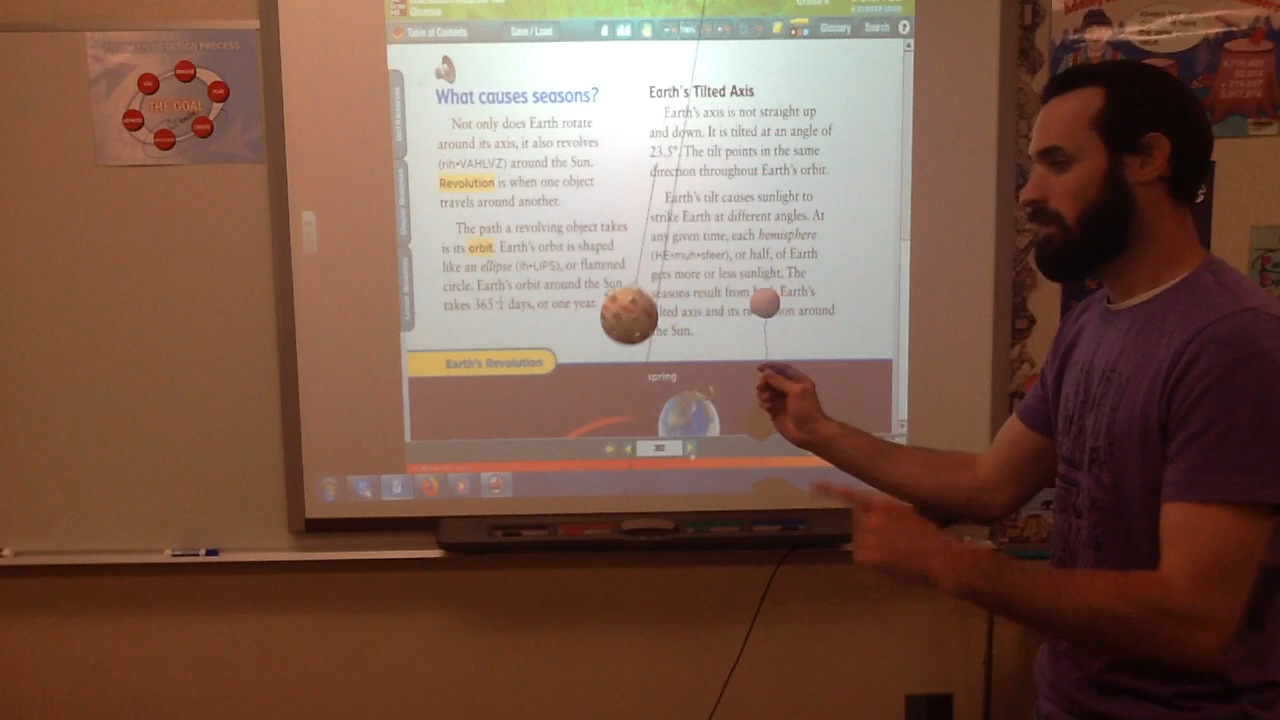 Table of Contents
Save / Load
Glossary
Search
What causes seasons?
Not only does Earth rotate
around its axis, it also revolves
(rih•VAHLVZ) around the Sun.
Revolution is when one object
travels around another.
The path a revolving object takes
is its orbit. Earth's orbit is shaped
like an ellipse (ih•LIPS), or flattened
circle. Earth's orbit around the Sun
takes 365¼ days, or one year.
Earth's Tilted Axis
Earth's axis is not straight up
and down. It is tilted at an angle of
23.5°. The tilt points in the same
direction throughout Earth's orbit.
Earth's tilt causes sunlight to
strike Earth at different angles. At
any given time, each hemisphere
(HE•muh•sfeer), or half, of Earth
gets more or less sunlight. The
seasons result from Earth's
tilted axis and its around
the Sun.
Earth's Revolution
spring
382
DESIGN PROCESS
THE GOAL